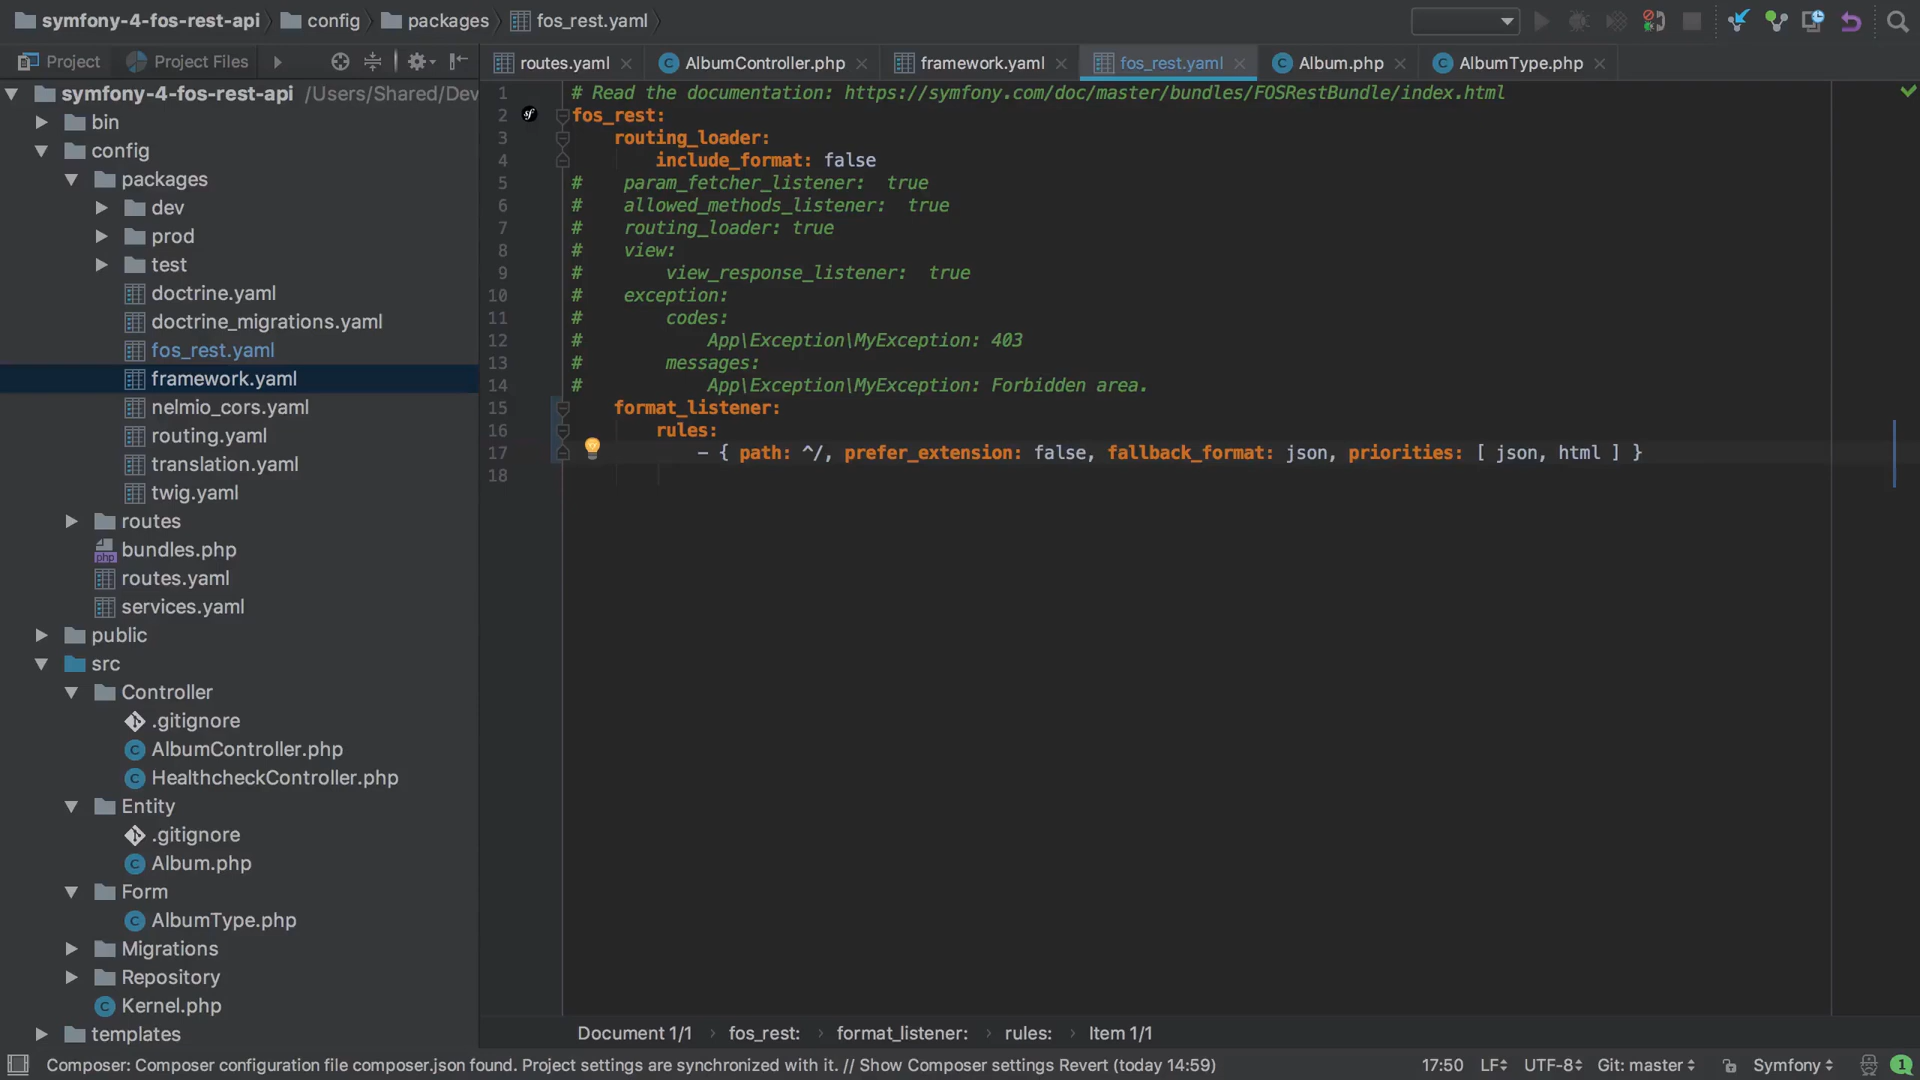 symfony-4-fos-rest-api config packages fos_rest.yaml
Project Project Files
routes.yaml AlbumController.php framework.yaml fos_rest.yaml Album.php AlbumType.php
symfony-4-fos-rest-api /Users/Shared/Dev
bin
config
packages
dev
prod
test
doctrine.yaml
doctrine_migrations.yaml
fos_rest.yaml
framework.yaml
nelmio_cors.yaml
routing.yaml
translation.yaml
twig.yaml
routes
bundles.php
routes.yaml
services.yaml
public
src
Controller
.gitignore
AlbumController.php
HealthcheckController.php
Entity
.gitignore
Album.php
Form
AlbumType.php
Migrations
Repository
Kernel.php
templates
1 # Read the documentation: https://symfony.com/doc/master/bundles/FOSRestBundle/index.html
2 fos_rest:
3 routing_loader:
4 include_format: false
5 # param_fetcher_listener: true
6 # allowed_methods_listener: true
7 # routing_loader: true
8 # view:
9 # view_response_listener: true
10 # exception:
11 # codes:
12 # App\Exception\MyException: 403
13 # messages:
14 # App\Exception\MyException: Forbidden area.
15 format_listener:
16 rules:
17 - { path: ^/, prefer_extension: false, fallback_format: json, priorities: [ json, html ] }
18
Document 1/1 fos_rest: format_listener: rules: Item 1/1
Composer: Composer configuration file composer.json found. Project settings are synchronized with it. // Show Composer settings Revert (today 14:59) 17:50 LF UTF-8 Git: master Symfony 1